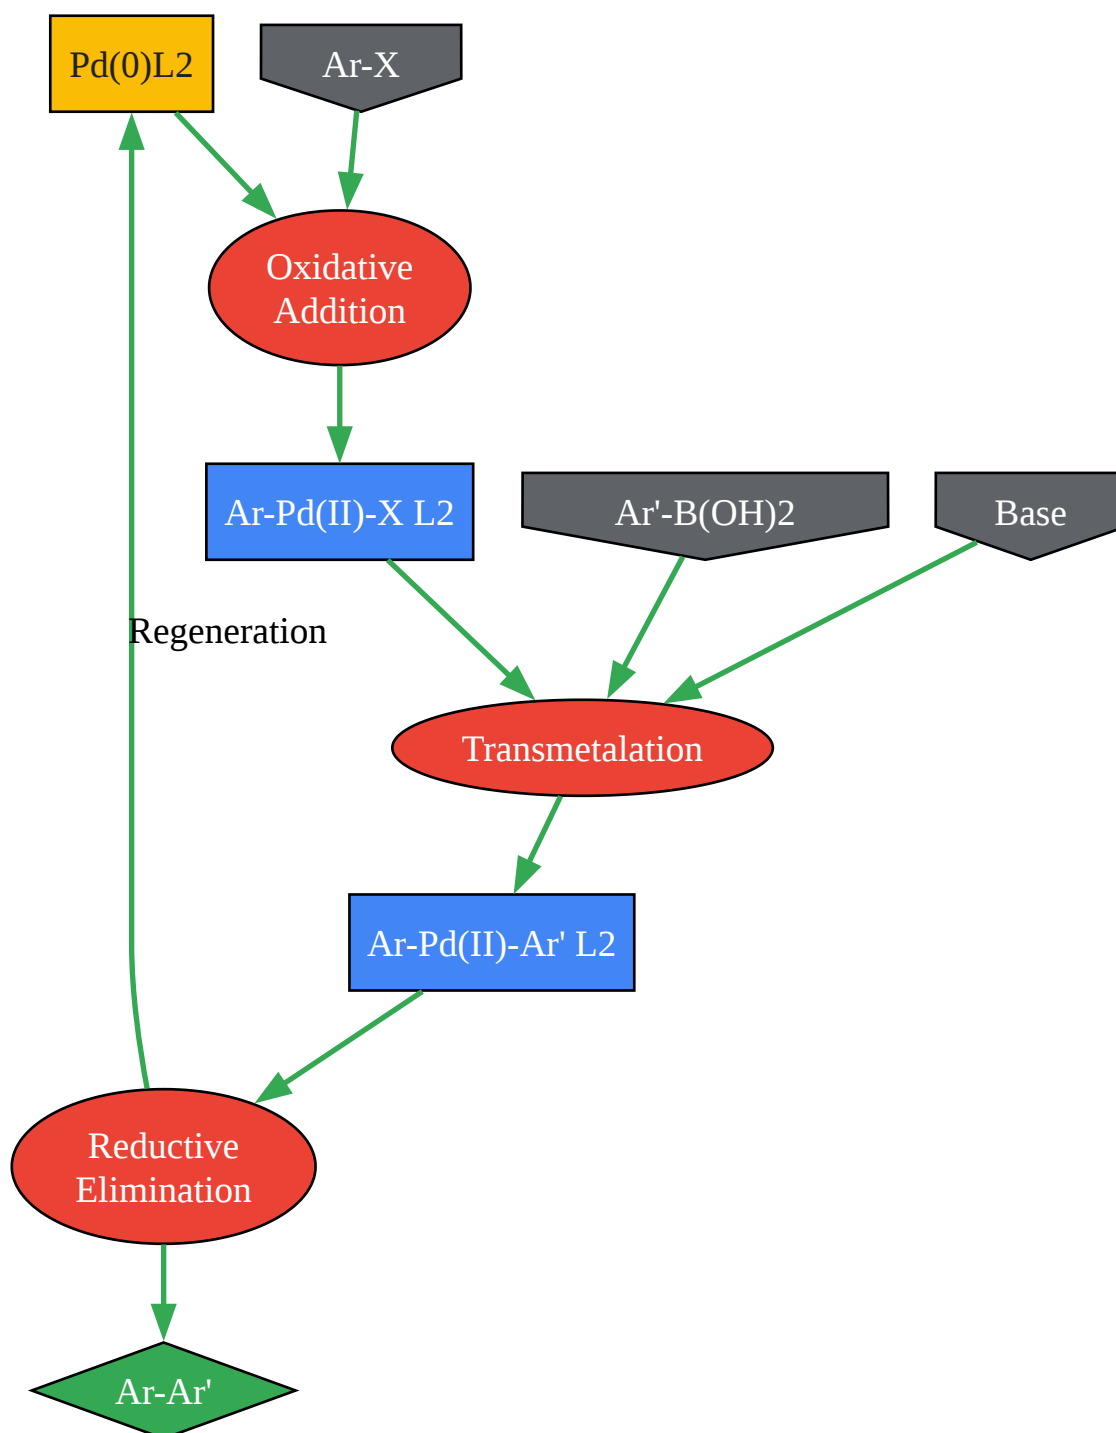 Pd(0)L2
Ar-X
Oxidative
Addition
Ar-Pd(II)-X L2
Ar'-B(OH)2
Base
Regeneration
Transmetalation
Ar-Pd(II)-Ar' L2
Reductive
Elimination
Ar-Ar'